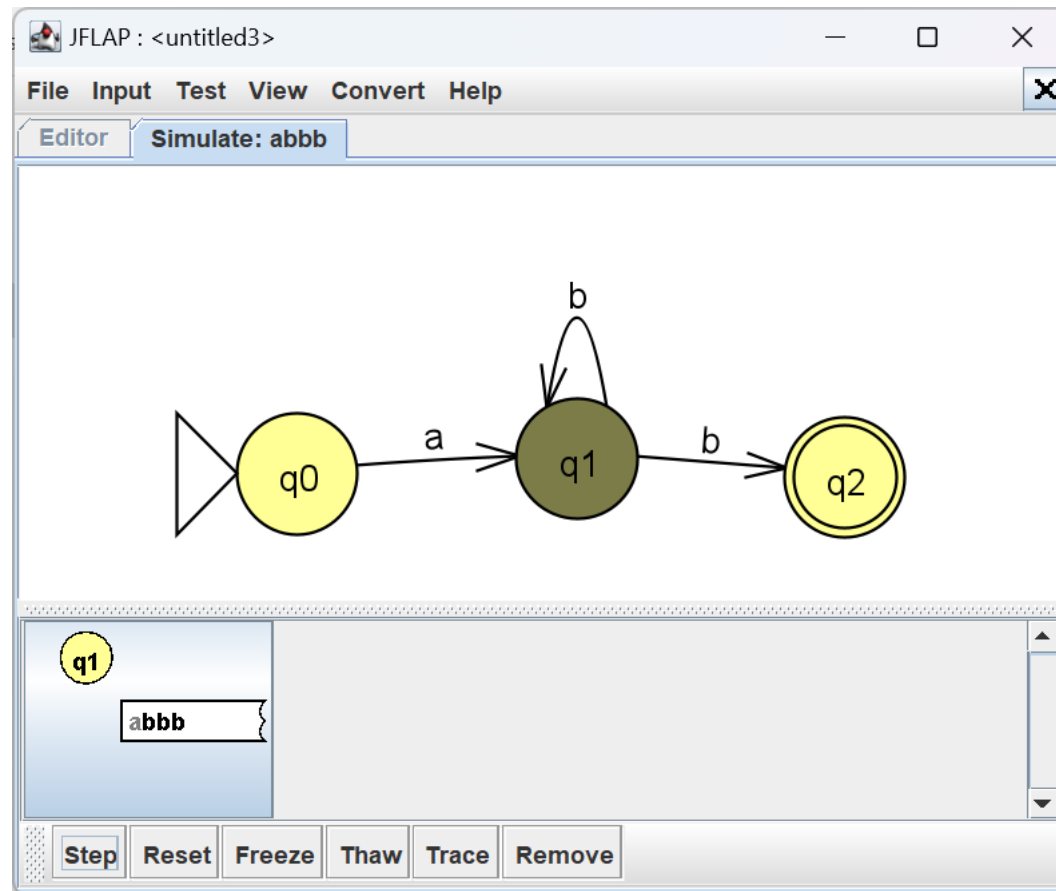 JFLAP : <untitled3>
File Input Test View Convert Help
Editor Simulate: abbb
b
a
b
q0
q1
q2
q1
abbb
Step Reset Freeze Thaw Trace Remove